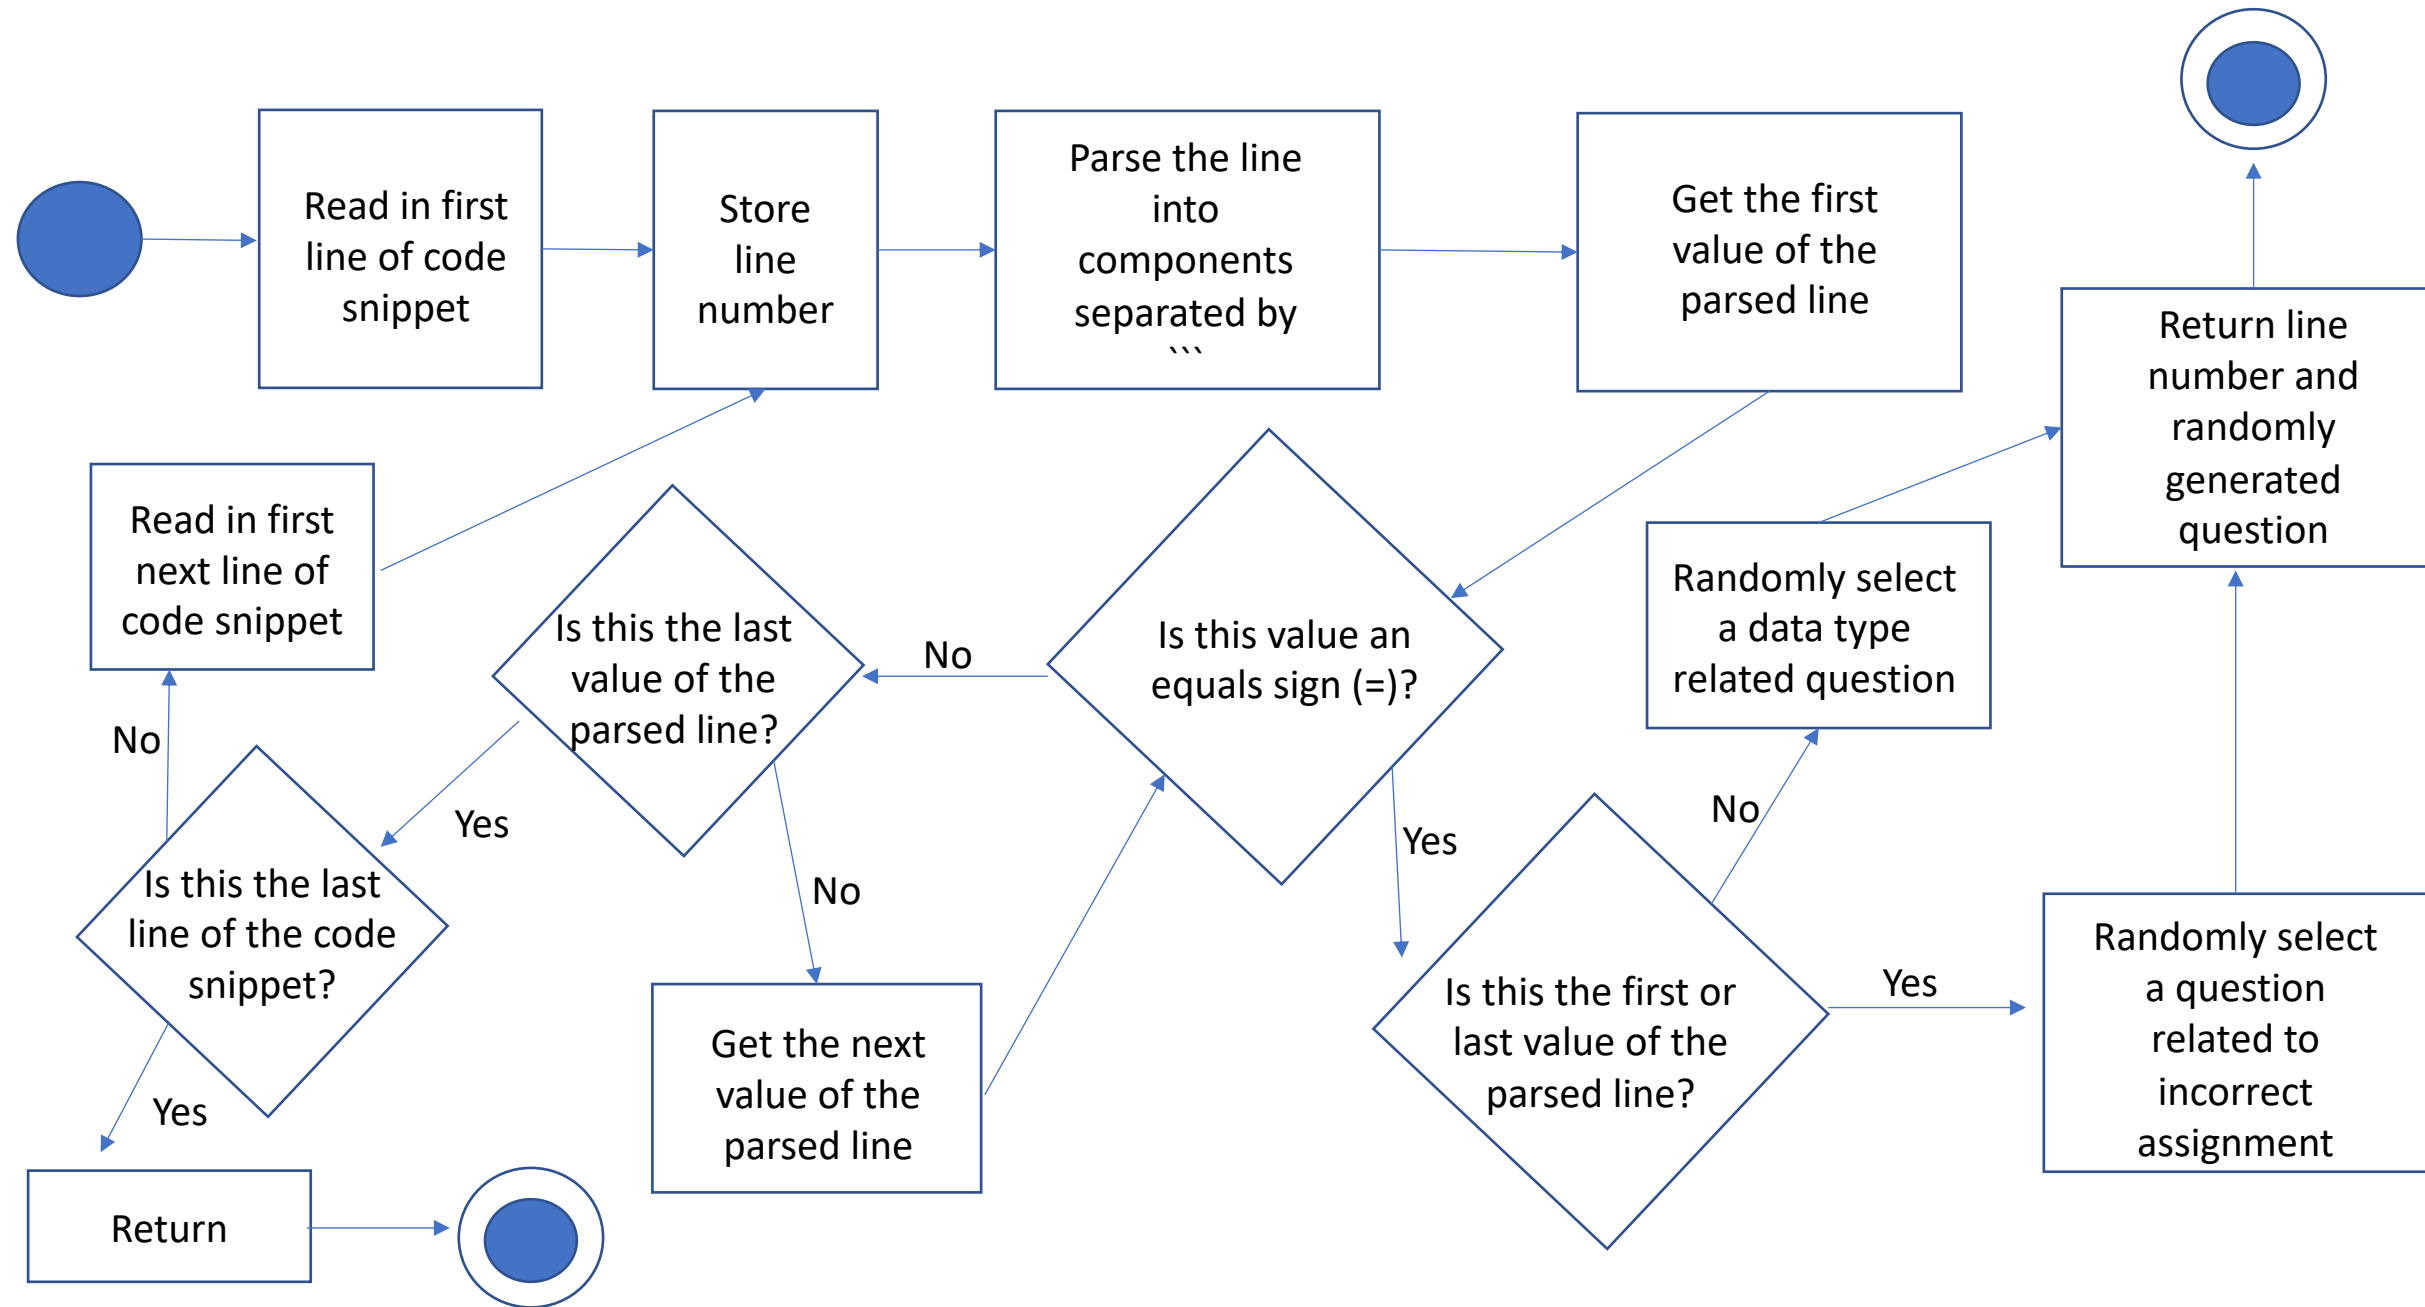 Read in first
line of code
snippet
Store
line
number
Parse the line
into
components
separated by
```
Get the first
value of the
parsed line
Return line
number and
randomly
generated
question
Read in first
next line of
code snippet
Is this the last
value of the
parsed line?
No
Is this value an
equals sign (=)?
Randomly select
a data type
related question
No
Yes
No
Yes
No
Is this the last
line of the code
snippet?
Yes
Get the next
value of the
parsed line
Is this the first or
last value of the
parsed line?
Yes
Randomly select
a question
related to
incorrect
assignment
Return